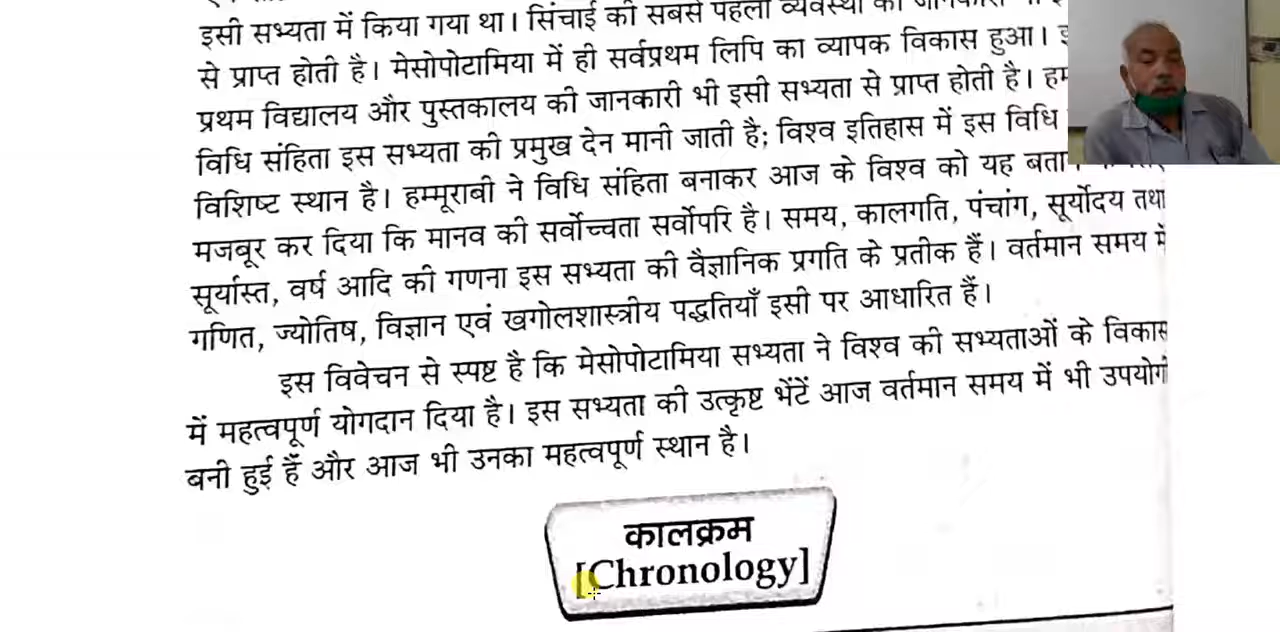 इसी सभ्यता में किया गया था। सिंचाई की सबसे पहली व्यवस्था की जानकारी भी
से प्राप्त होती है। मेसोपोटामिया में ही सर्वप्रथम लिपि का व्यापक विकास हुआ।
प्रथम विद्यालय और पुस्तकालय की जानकारी भी इसी सभ्यता से प्राप्त होती है।
विधि संहिता इस सभ्यता की प्रमुख देन मानी जाती है; विश्व इतिहास में इस विधि
विशिष्ट स्थान है। हम्मूराबी ने विधि संहिता बनाकर आज के विश्व को यह
मजबूर कर दिया कि मानव की सर्वोच्चता सर्वोपरि है। समय, कालगति, पंचांग, सूर्योदय तथा
सूर्यास्त, वर्ष आदि की गणना इस सभ्यता की वैज्ञानिक प्रगति के प्रतीक हैं। वर्तमान समय में
गणित, ज्योतिष, विज्ञान एवं खगोलशास्त्रीय पद्धतियाँ इसी पर आधारित हैं।
इस विवेचन से स्पष्ट है कि मेसोपोटामिया सभ्यता ने विश्व की सभ्यताओं के विकास
में महत्वपूर्ण योगदान दिया है। इस सभ्यता की उत्कृष्ट भेंटें आज वर्तमान समय में भी उपयोगी
बनी हुई हैं और आज भी उनका महत्वपूर्ण स्थान है।
कालक्रम
[Chronology]